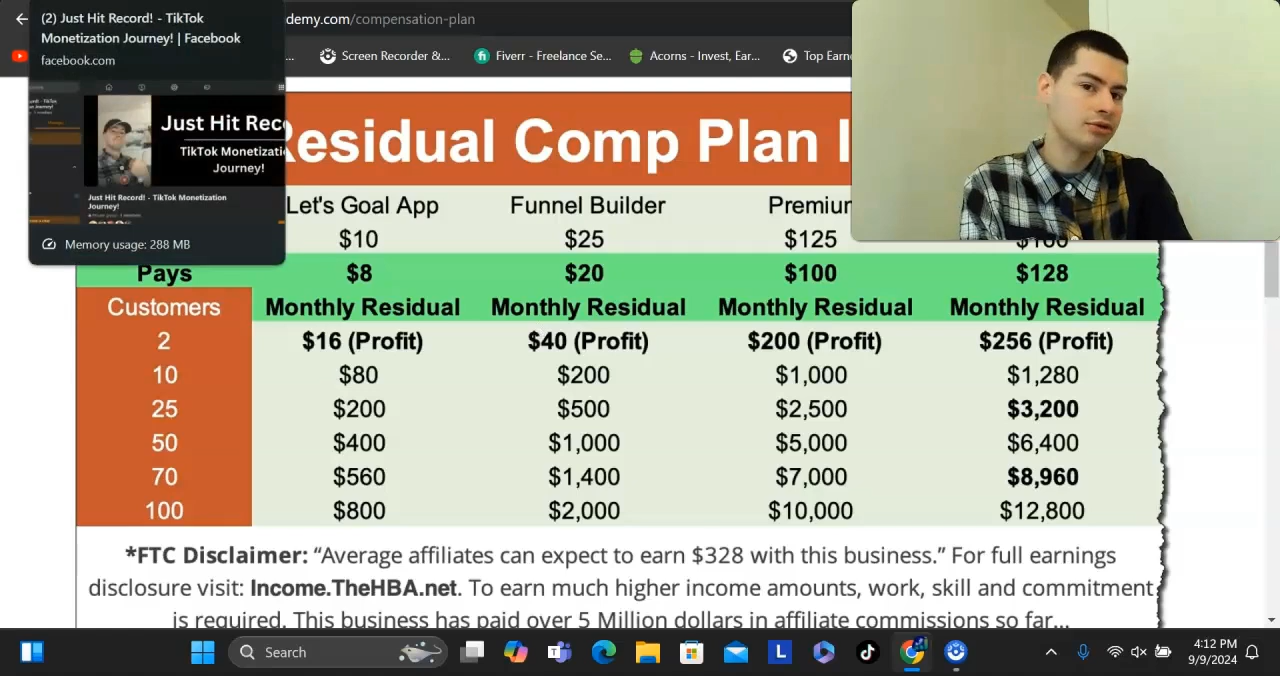 (2) Just Hit Record! - TikTok
Monetization Journey! | Facebook
facebook.com
demy.com/compensation-plan
Screen Recorder &...
Fiverr - Freelance Se...
Acorns - Invest, Ear...
Top Earn
Just Hit Rec
TikTok Monetizati
Journey!
Just Hit Record! - TikTok Monetization
Journey!
Memory usage: 288 MB
Residual Comp Plan I
Let's Goal App Funnel Builder Premiun
$10 $25 $125 $160
Pays $8 $20 $100 $128
Customers Monthly Residual Monthly Residual Monthly Residual Monthly Residual
2 $16 (Profit) $40 (Profit) $200 (Profit) $256 (Profit)
10 $80 $200 $1,000 $1,280
25 $200 $500 $2,500 $3,200
50 $400 $1,000 $5,000 $6,400
70 $560 $1,400 $7,000 $8,960
100 $800 $2,000 $10,000 $12,800
*FTC Disclaimer: “Average affiliates can expect to earn $328 with this business.” For full earnings
disclosure visit: Income.TheHBA.net. To earn much higher income amounts, work, skill and commitment
is required. This business has paid over 5 Million dollars in affiliate commissions so far...
Search
4:12 PM
9/9/2024